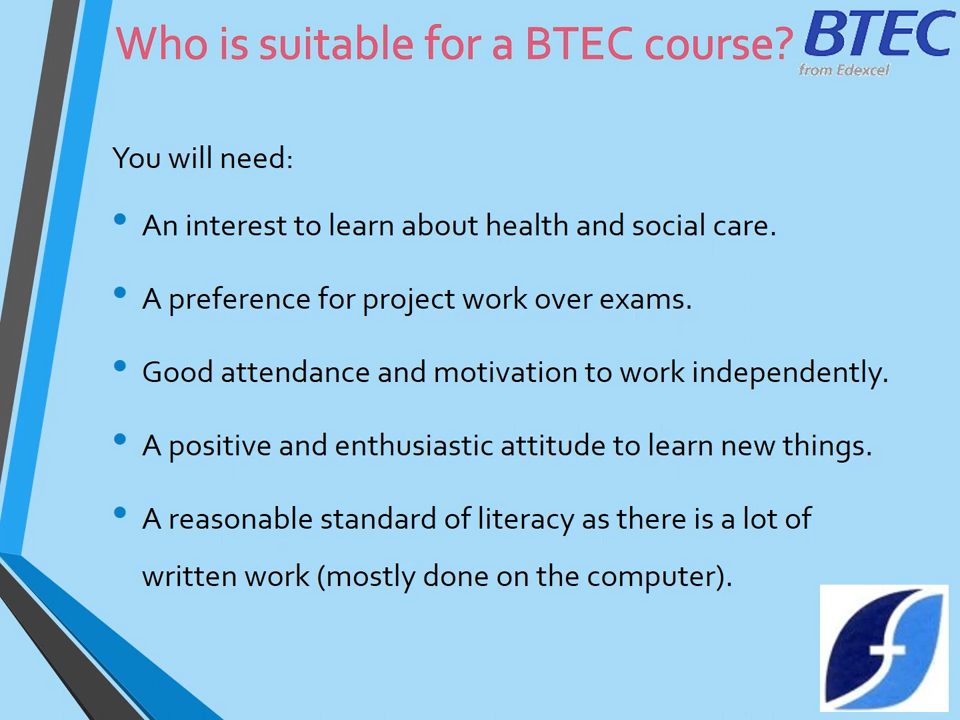 Who is suitable for a BTEC course?
BTEC
from Edexcel
You will need:
• An interest to learn about health and social care.
• A preference for project work over exams.
• Good attendance and motivation to work independently.
• A positive and enthusiastic attitude to learn new things.
• A reasonable standard of literacy as there is a lot of
written work (mostly done on the computer).
f